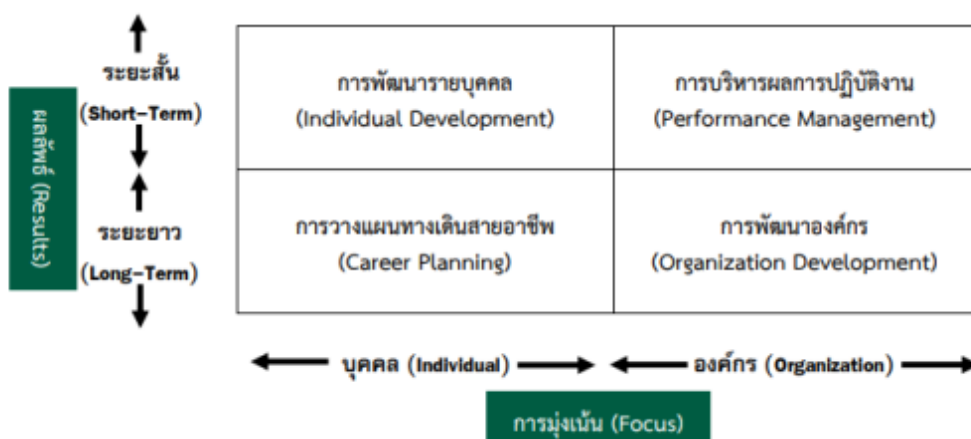 ระยะสั้น
(Short-Term)
การพัฒนารายบุคคล
(Individual Development)
การบริหารผลการปฏิบัติงาน
(Performance Management)
ผลลัพธ์ (Results)
ระยะยาว
(Long-Term)
การวางแผนทางเดินสายอาชีพ
(Career Planning)
การพัฒนาองค์กร
(Organization Development)
บุคคล (Individual)
องค์กร (Organization)
การมุ่งเน้น (Focus)